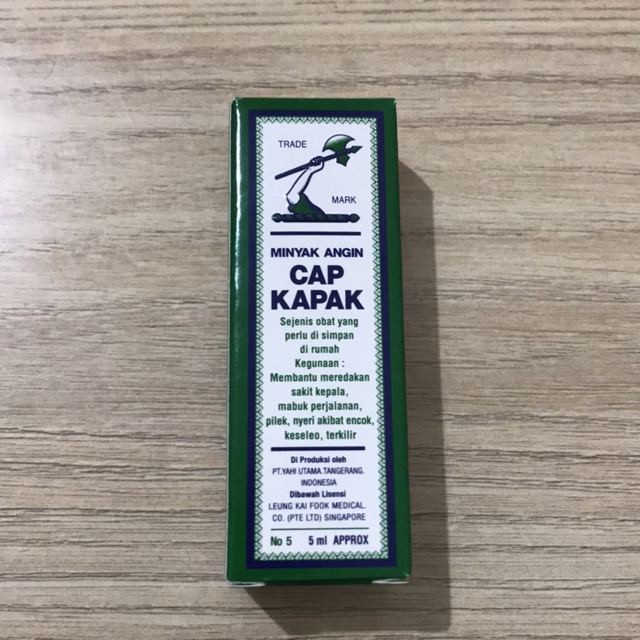 TRADE
MARK
MINYAK ANGIN
CAP
KAPAK
Sejenis obat yang
perlu di simpan
di rumah
Kegunaan :
Membantu meredakan
sakit kepala,
mabuk perjalanan,
pilek, nyeri akibat encok,
keseleo, terkilir
Di Produksi oleh
PT.YAHI UTAMA.TANGERANG.
INDONESIA
Dibawah Lisensi
LEUNG KAI FOOK MEDICAL.
CO. (PTE LTD) SINGAPORE
No 5 5 ml APPROX